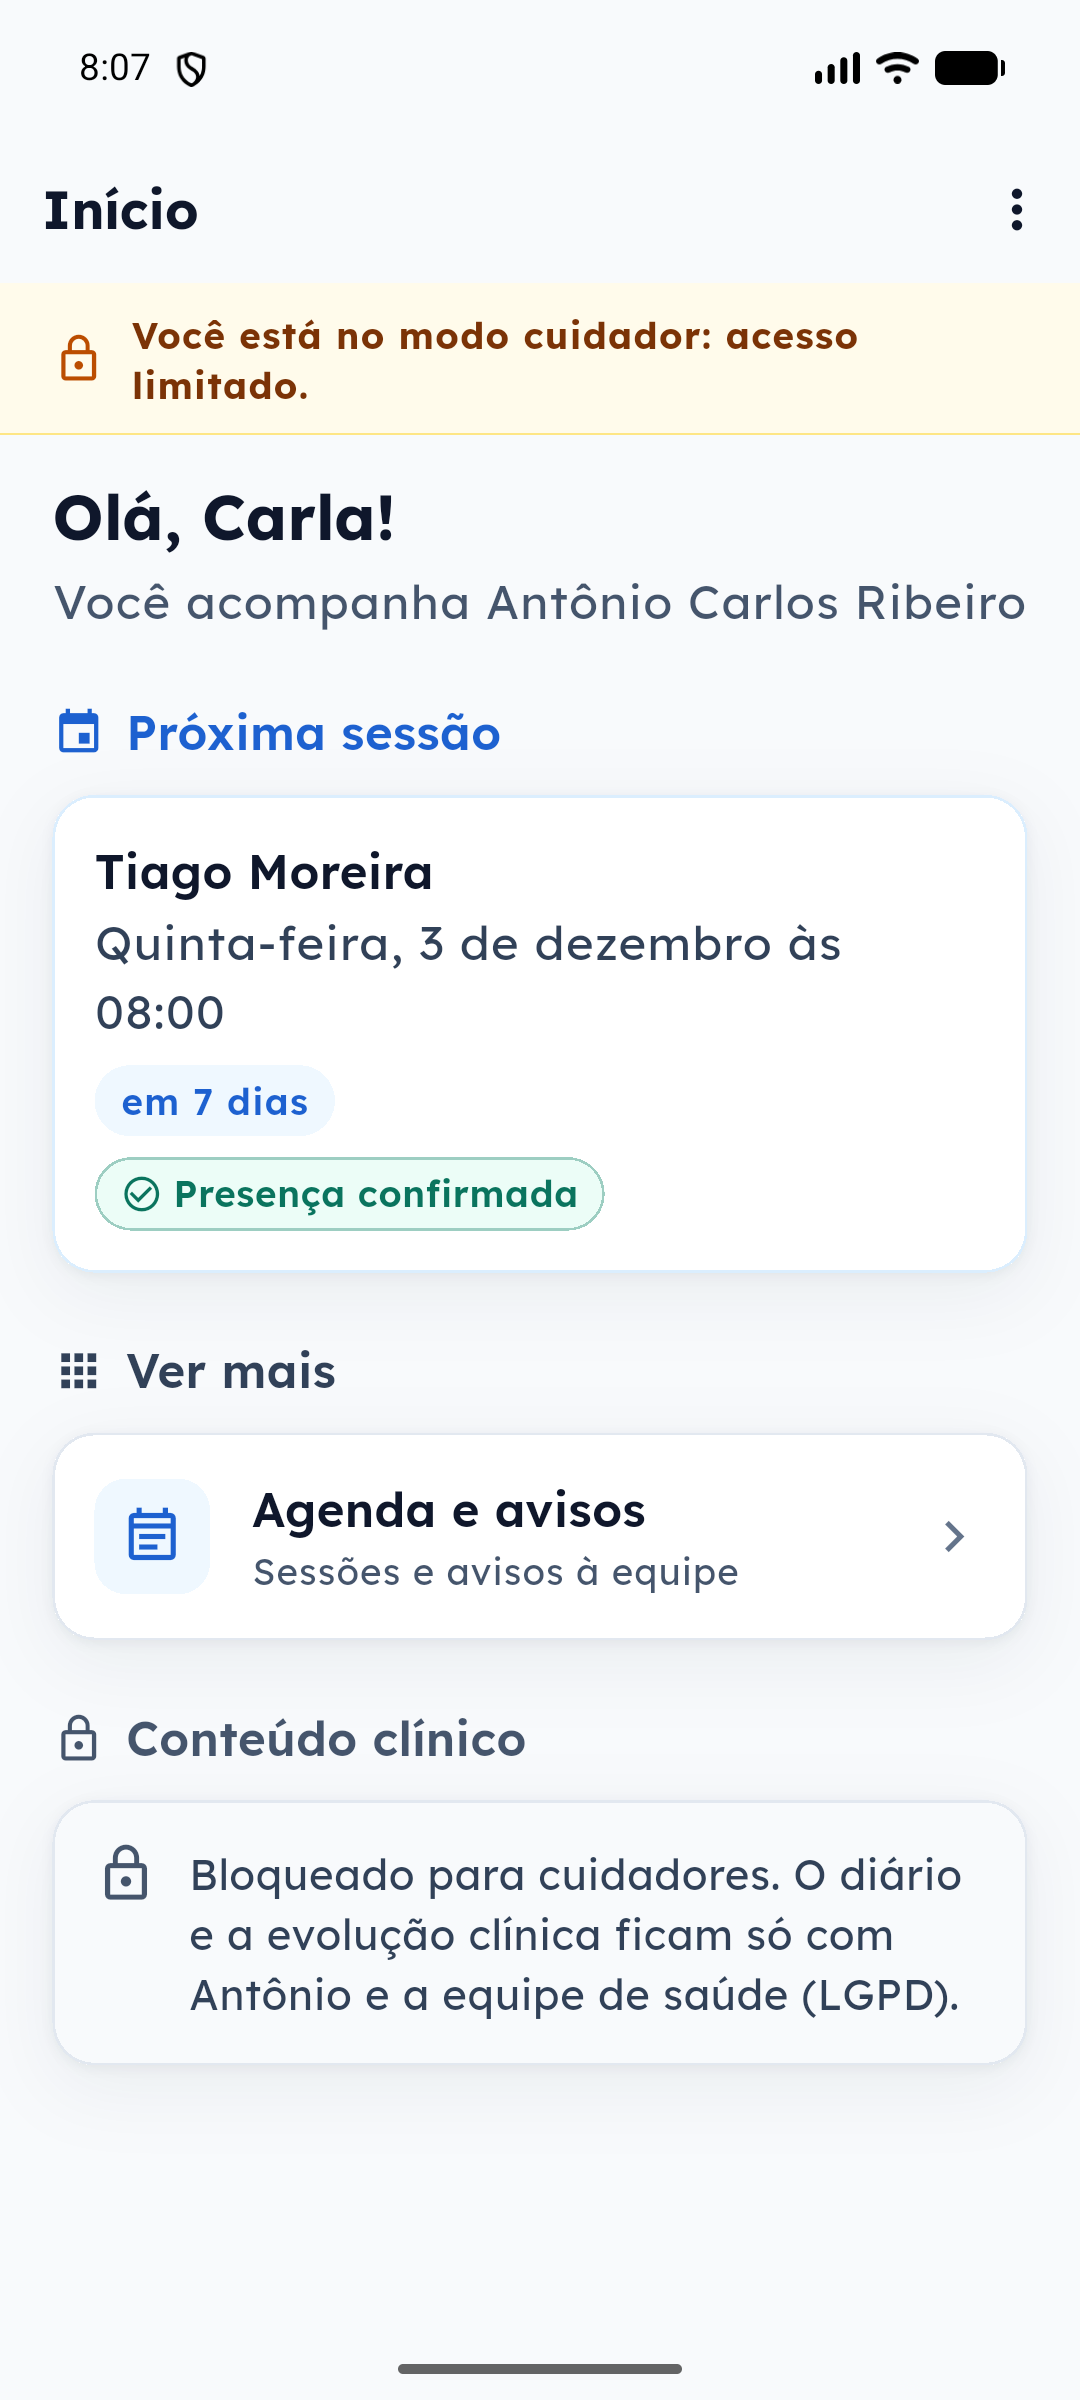 8:07
Início
Você está no modo cuidador: acesso
limitado.
Olá, Carla!
Você acompanha Antônio Carlos Ribeiro
Próxima sessão
Tiago Moreira
Quinta-feira, 3 de dezembro às
08:00
em 7 dias
Presença confirmada
Ver mais
Agenda e avisos
Sessões e avisos à equipe
Conteúdo clínico
Bloqueado para cuidadores. O diário
e a evolução clínica ficam só com
Antônio e a equipe de saúde (LGPD).